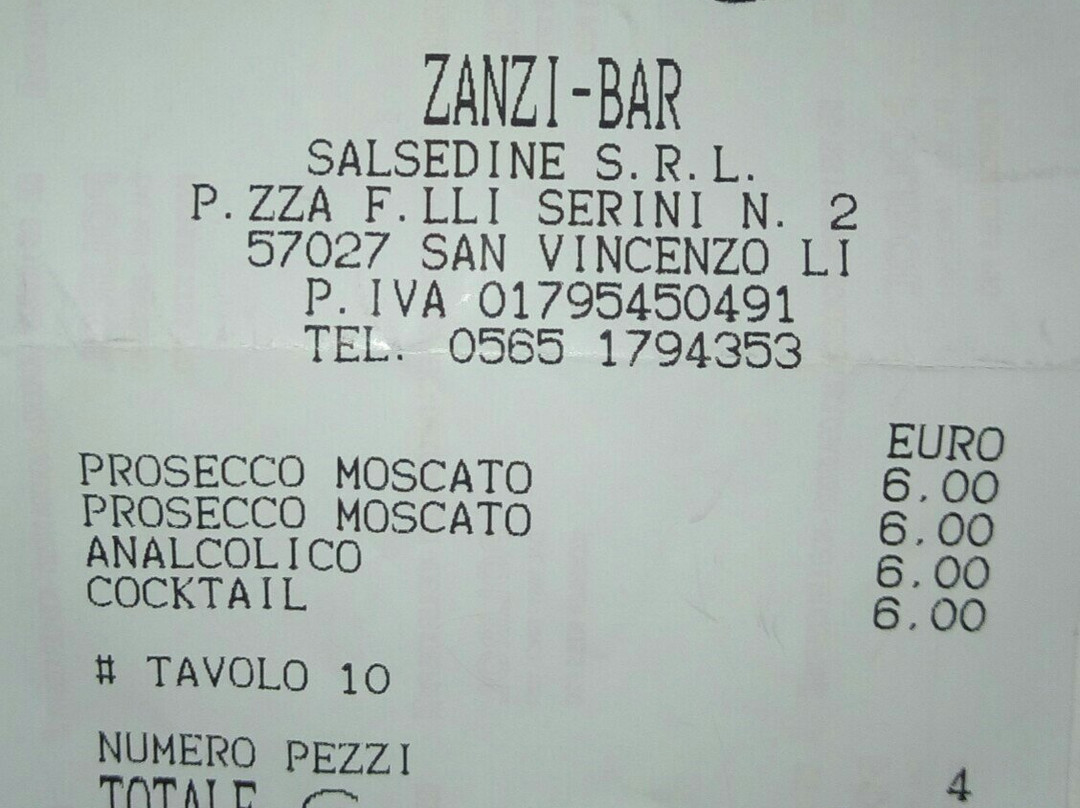 ZANZI-BAR
SALSEDINE S.R.L.
P.ZZA F.LLI SERINI N. 2
57027 SAN VINCENZO LI
P.IVA 01795450491
TEL. 0565 1794353
EURO
PROSECCO MOSCATO 6.00
PROSECCO MOSCATO 6.00
ANALCOLICO 6.00
COCKTAIL 6.00
# TAVOLO 10
NUMERO PEZZI 4
TOTALE